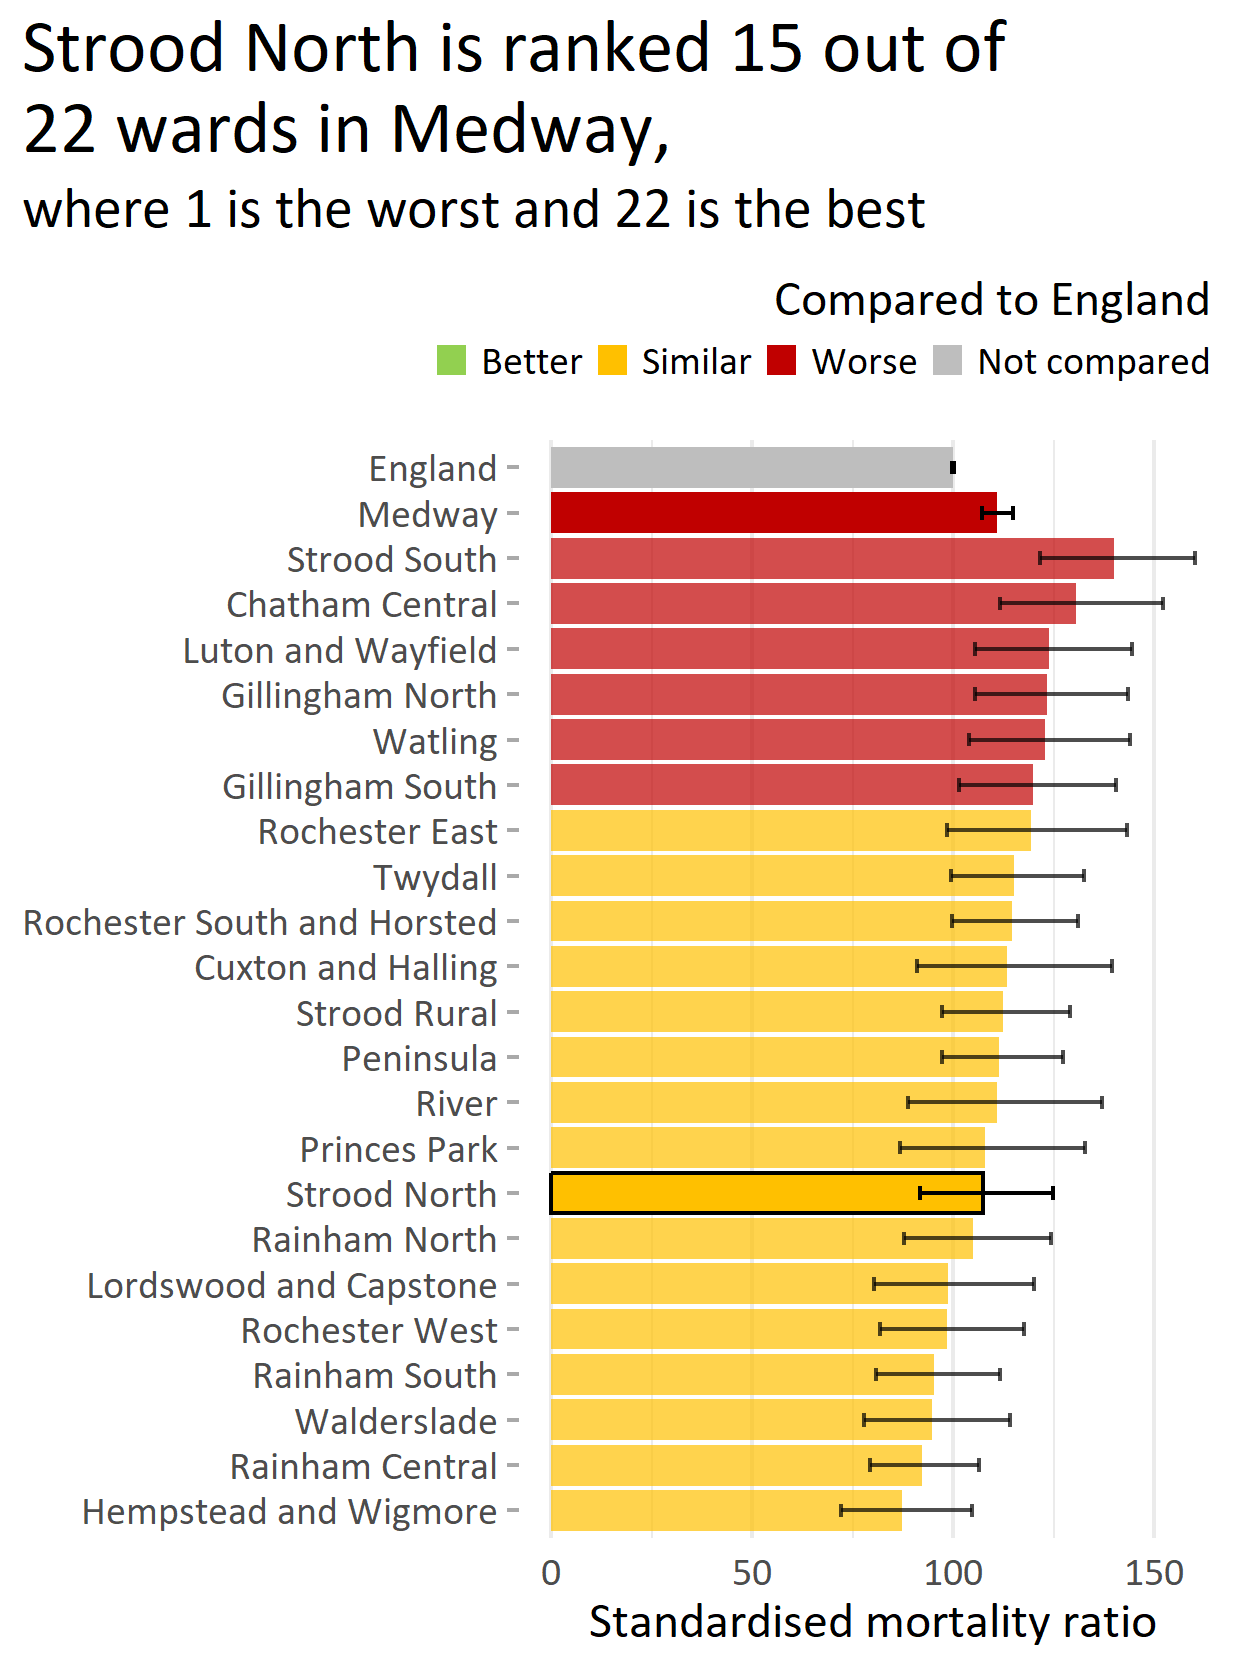 Strood North is ranked 15 out of
22 wards in Medway,
where 1 is the worst and 22 is the best
Compared to England
Better Similar Worse Not compared
England
Medway
Strood South
Chatham Central
Luton and Wayfield
Gillingham North
Watling
Gillingham South
Rochester East
Twydall
Rochester South and Horsted
Cuxton and Halling
Strood Rural
Peninsula
River
Princes Park
Strood North
Rainham North
Lordswood and Capstone
Rochester West
Rainham South
Walderslade
Rainham Central
Hempstead and Wigmore
0 50 100 150
Standardised mortality ratio